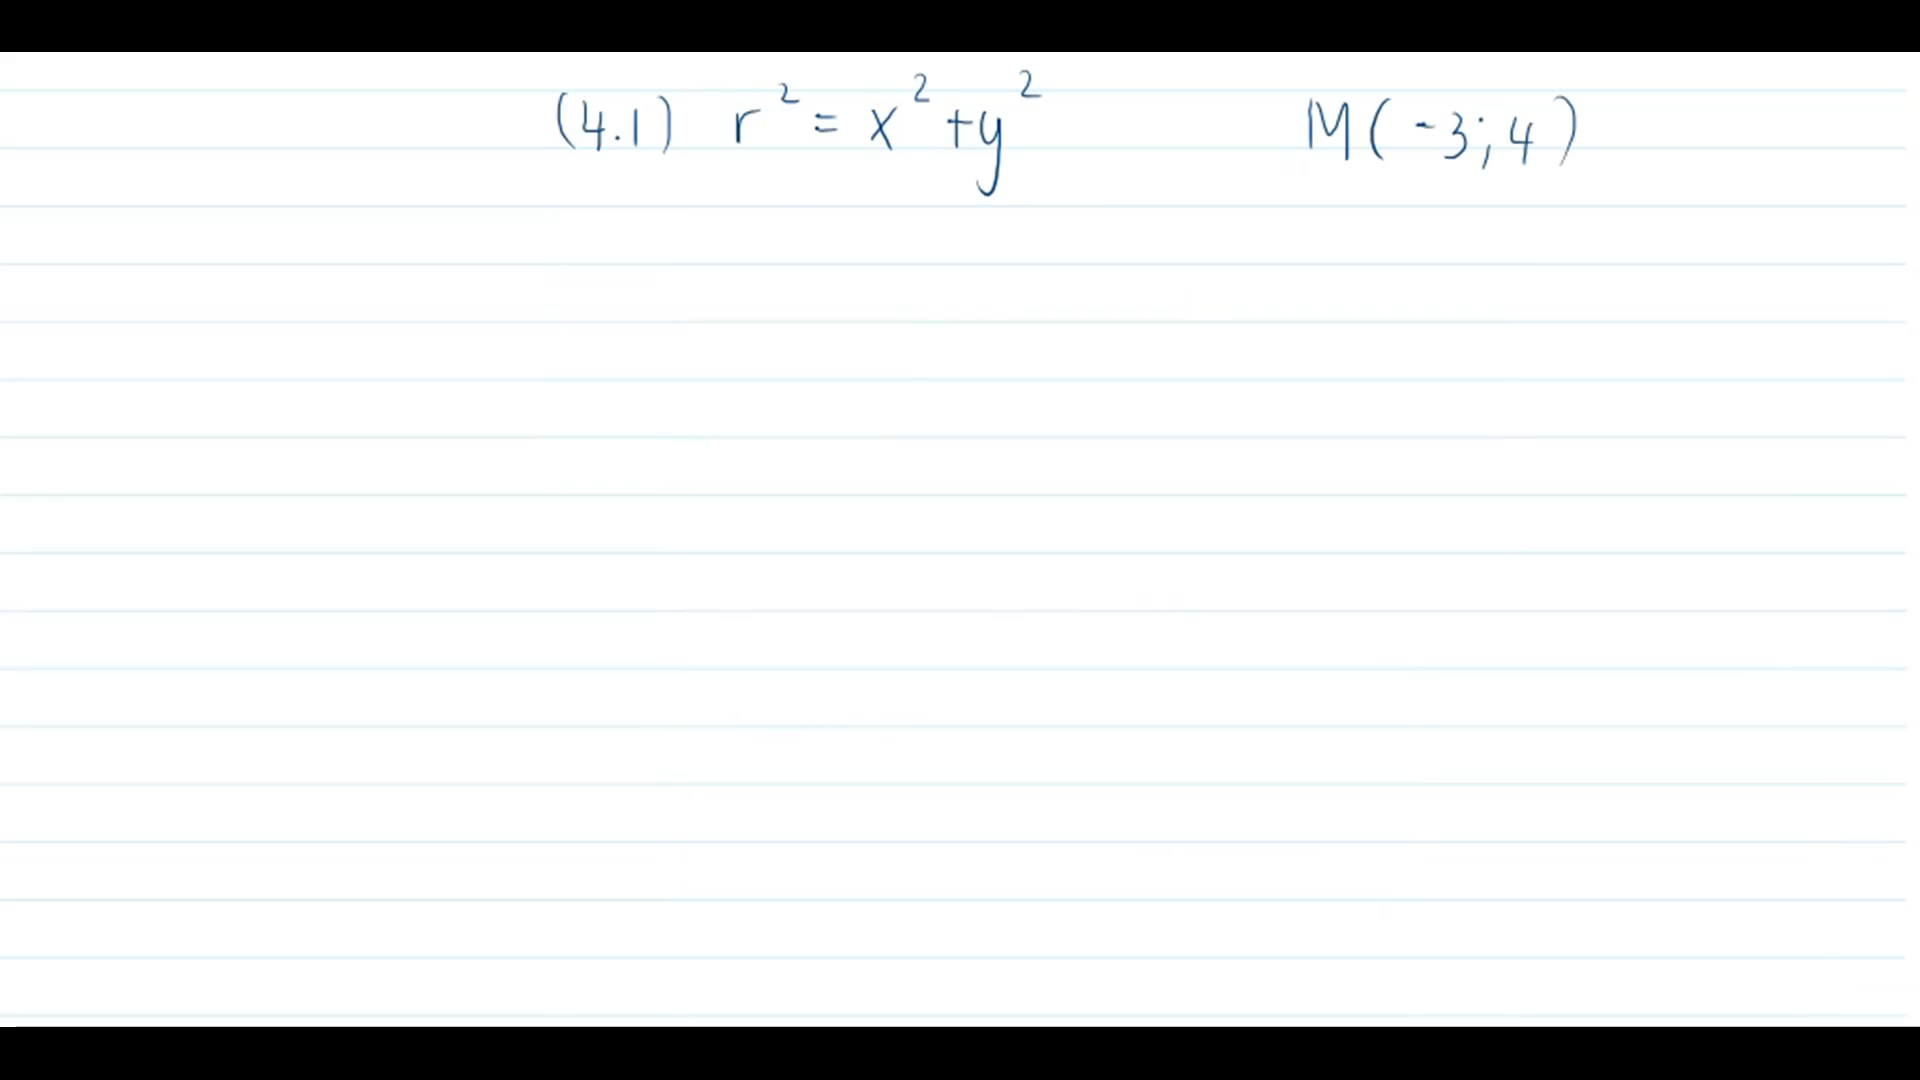 (4.1) r² = x² + y² M(-3;4)